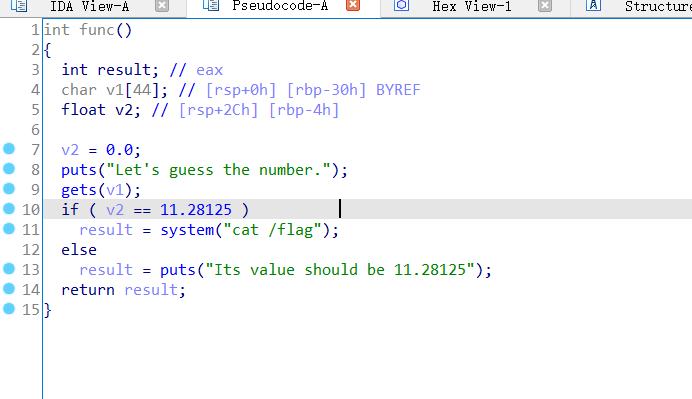 IDA View-A Pseudocode-A Hex View-1 A Structure
1 int func()
2 {
3   int result; // eax
4   char v1[44]; // [rsp+0h] [rbp-30h] BYREF
5   float v2; // [rsp+2Ch] [rbp-4h]
6
7   v2 = 0.0;
8   puts("Let's guess the number.");
9   gets(v1);
10   if ( v2 == 11.28125 )
11     result = system("cat /flag");
12   else
13     result = puts("Its value should be 11.28125");
14   return result;
15 }